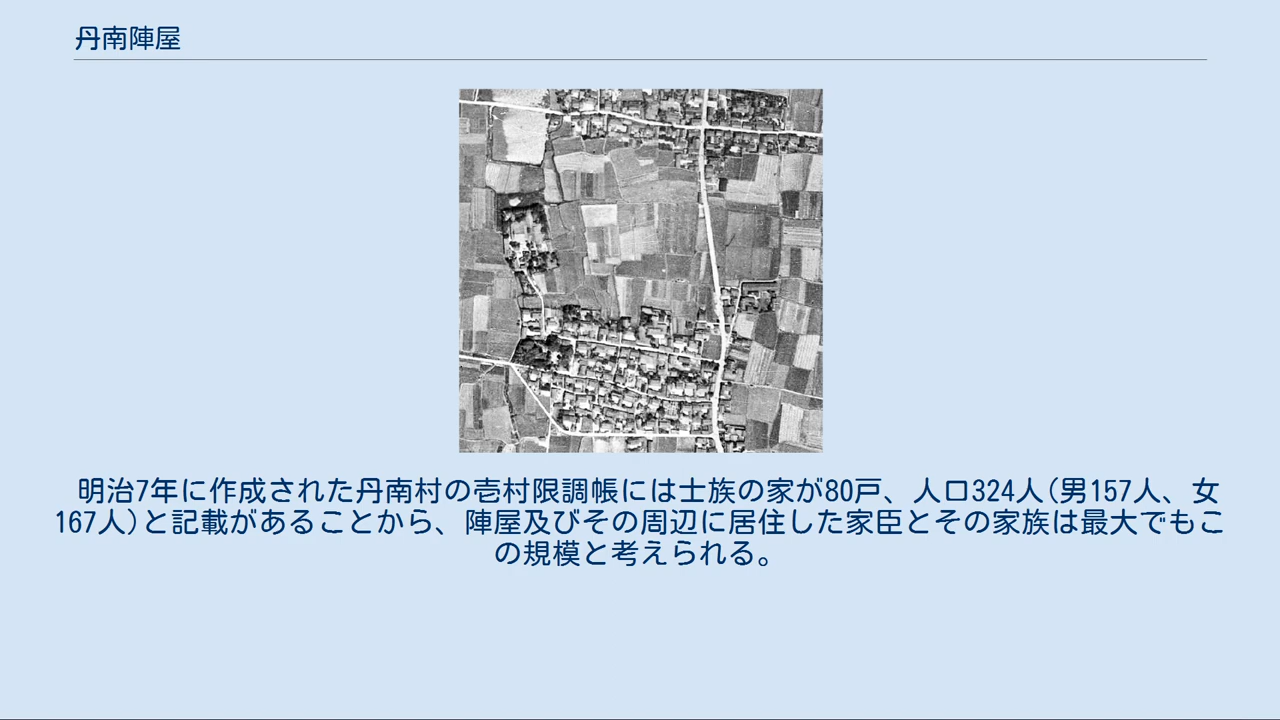 丹南陣屋
明治7年に作成された丹南村の壱村限調帳には士族の家が80戸、人口324人(男157人、女
167人)と記載があることから、陣屋及びその周辺に居住した家臣とその家族は最大でもこ
の規模と考えられる。